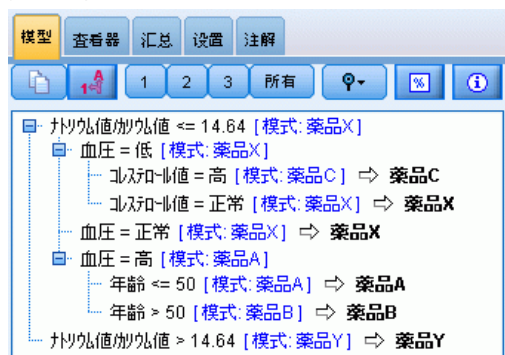 模型 查看器 汇总 设置 注解
1 2 3 所有 % i
ﾅﾄﾘｳﾑ値/ｶﾘｳﾑ値 <= 14.64 [模式: 薬品X]
血圧 = 低 [模式: 薬品X]
ｺﾚｽﾃﾛｰﾙ値 = 高 [模式: 薬品C] ⇨ 薬品C
ｺﾚｽﾃﾛｰﾙ値 = 正常 [模式: 薬品X] ⇨ 薬品X
血圧 = 正常 [模式: 薬品X] ⇨ 薬品X
血圧 = 高 [模式: 薬品A]
年齢 <= 50 [模式: 薬品A] ⇨ 薬品A
年齢 > 50 [模式: 薬品B] ⇨ 薬品B
ﾅﾄﾘｳﾑ値/ｶﾘｳﾑ値 > 14.64 [模式: 薬品Y] ⇨ 薬品Y